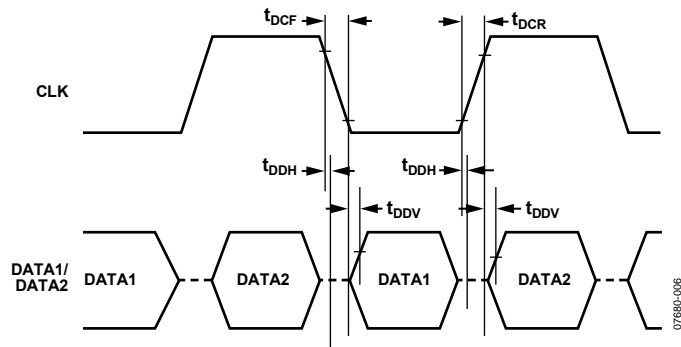 tDCF
tDCR
CLK
tDDH
tDDH
tDDV
tDDV
DATA1/
DATA2
DATA1
DATA2
DATA1
DATA2
07680-006